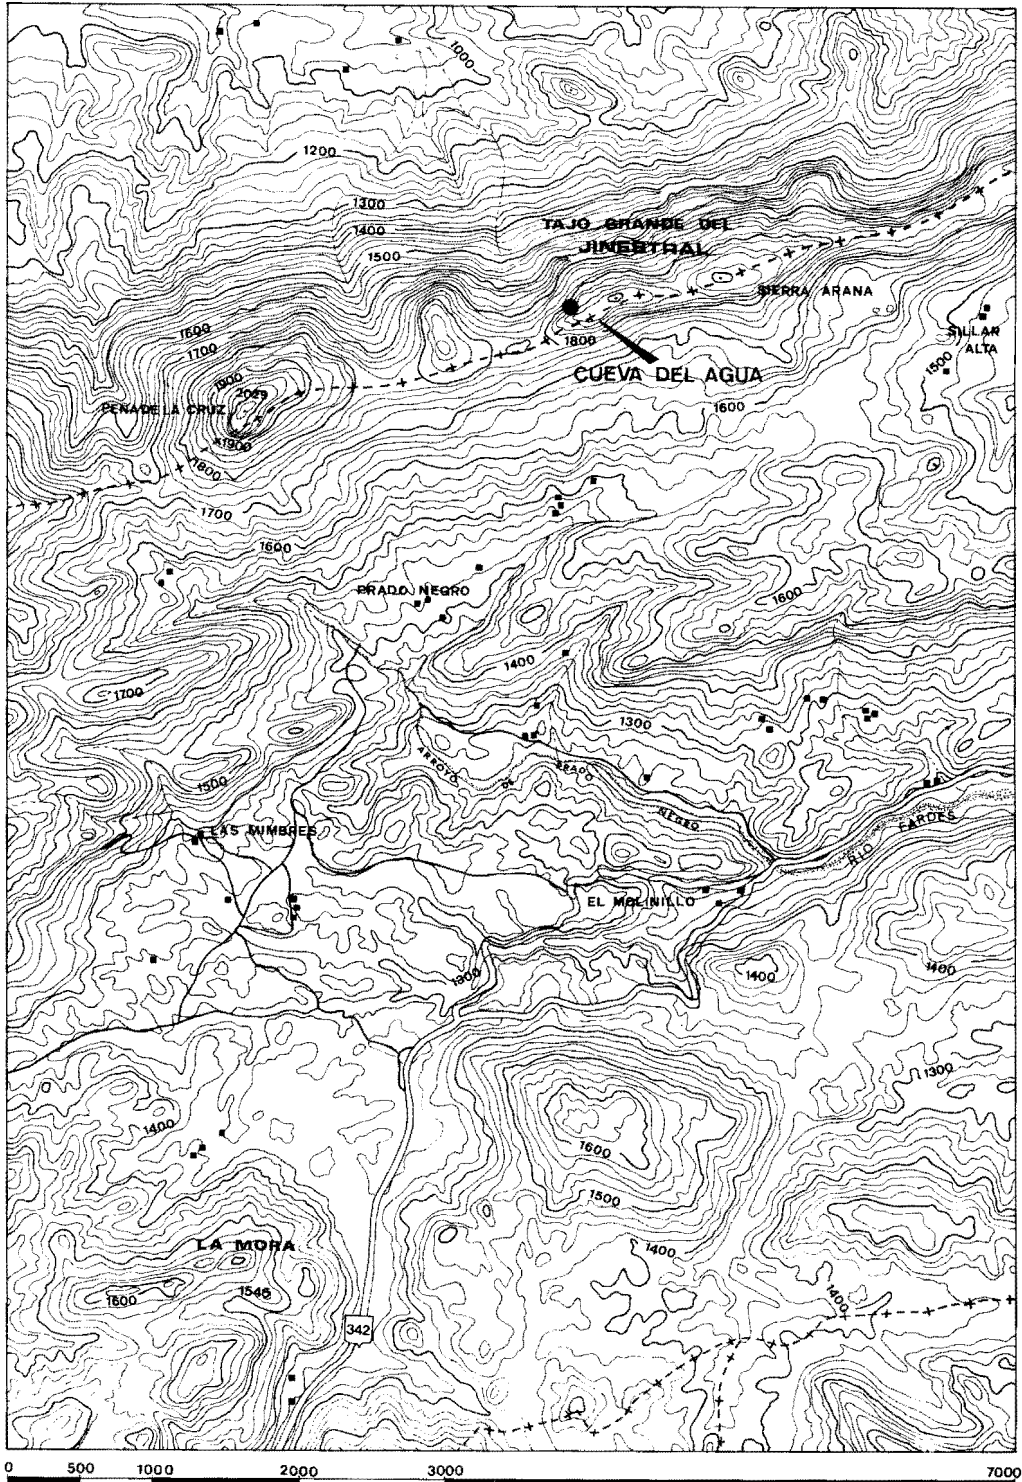 1000
1200
1300
1400
1500
TAJO GRANDE DEL
JINESTRAL
SIERRA ARANA
1800
SILLAR
ALTA
1500
CUEVA DEL AGUA
1600
1700
1900
2029
PEÑA DE LA CRUZ
1900
1800
1600
1700
1600
PRADO NEGRO
1600
1400
1700
1300
ARROYO DE PRADO NEGRO
1500
LAS MIMBRES
RIO FARDES
EL MOLINILLO
1300
1400
1400
1300
1400
1600
1500
LA MORA
1400
1600
1545
1400
342
500 1000 2000 3000 7000